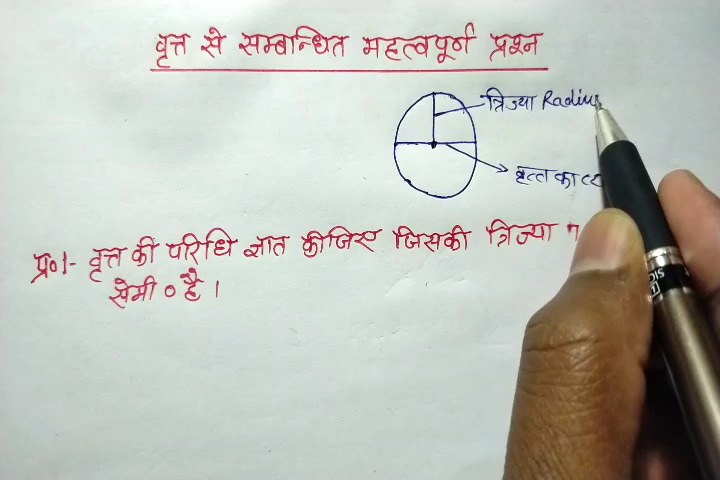 वृत्त से सम्बन्धित महत्वपूर्ण प्रश्न
त्रिज्या Radius
वृत्त का
प्र०1- वृत्त की परिधि ज्ञात कीजिए जिसकी त्रिज्या
सेमी० है।